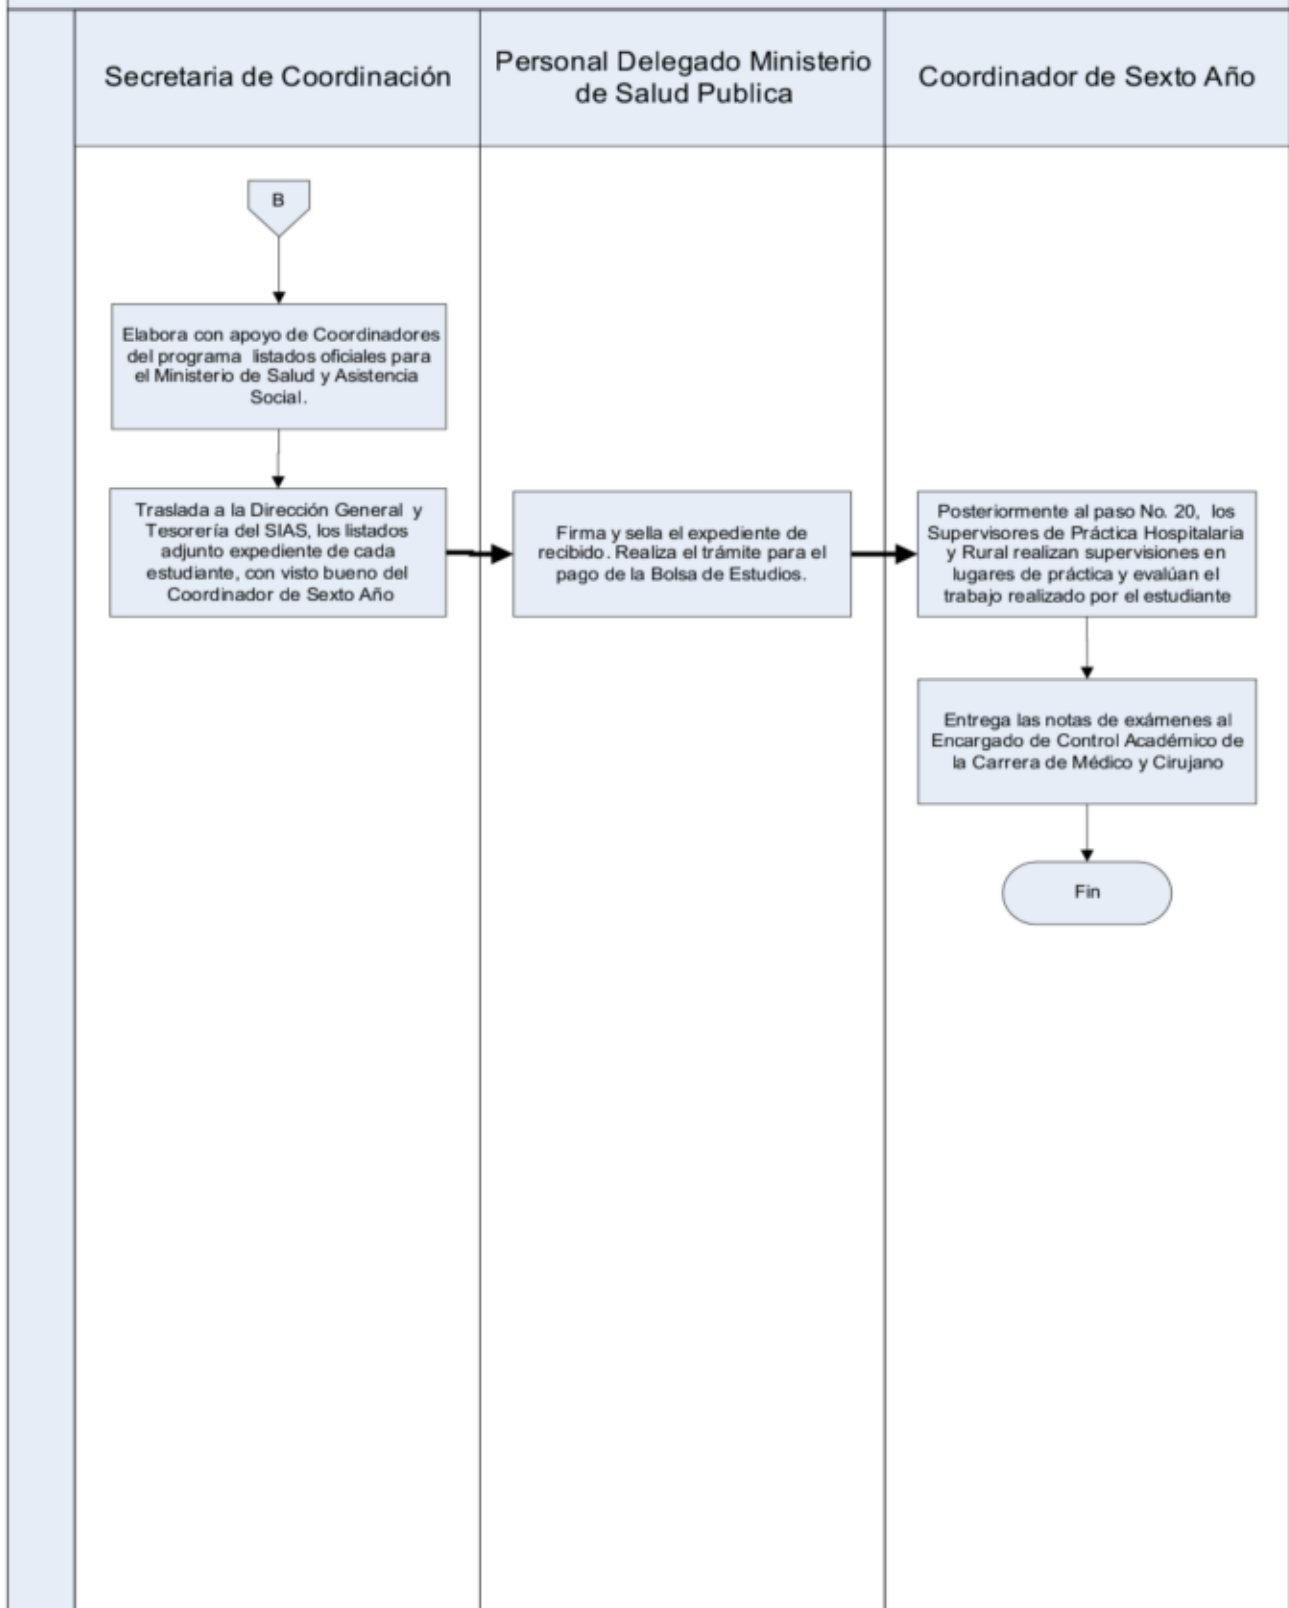 Secretaria de Coordinación
Personal Delegado Ministerio
de Salud Publica
Coordinador de Sexto Año
B
Elabora con apoyo de Coordinadores
del programa listados oficiales para
el Ministerio de Salud y Asistencia
Social.
Traslada a la Dirección General y
Tesorería del SIAS, los listados
adjunto expediente de cada
estudiante, con visto bueno del
Coordinador de Sexto Año
Firma y sella el expediente de
recibido. Realiza el trámite para el
pago de la Bolsa de Estudios.
Posteriormente al paso No. 20, los
Supervisores de Práctica Hospitalaria
y Rural realizan supervisiones en
lugares de práctica y evalúan el
trabajo realizado por el estudiante
Entrega las notas de exámenes al
Encargado de Control Académico de
la Carrera de Médico y Cirujano
Fin